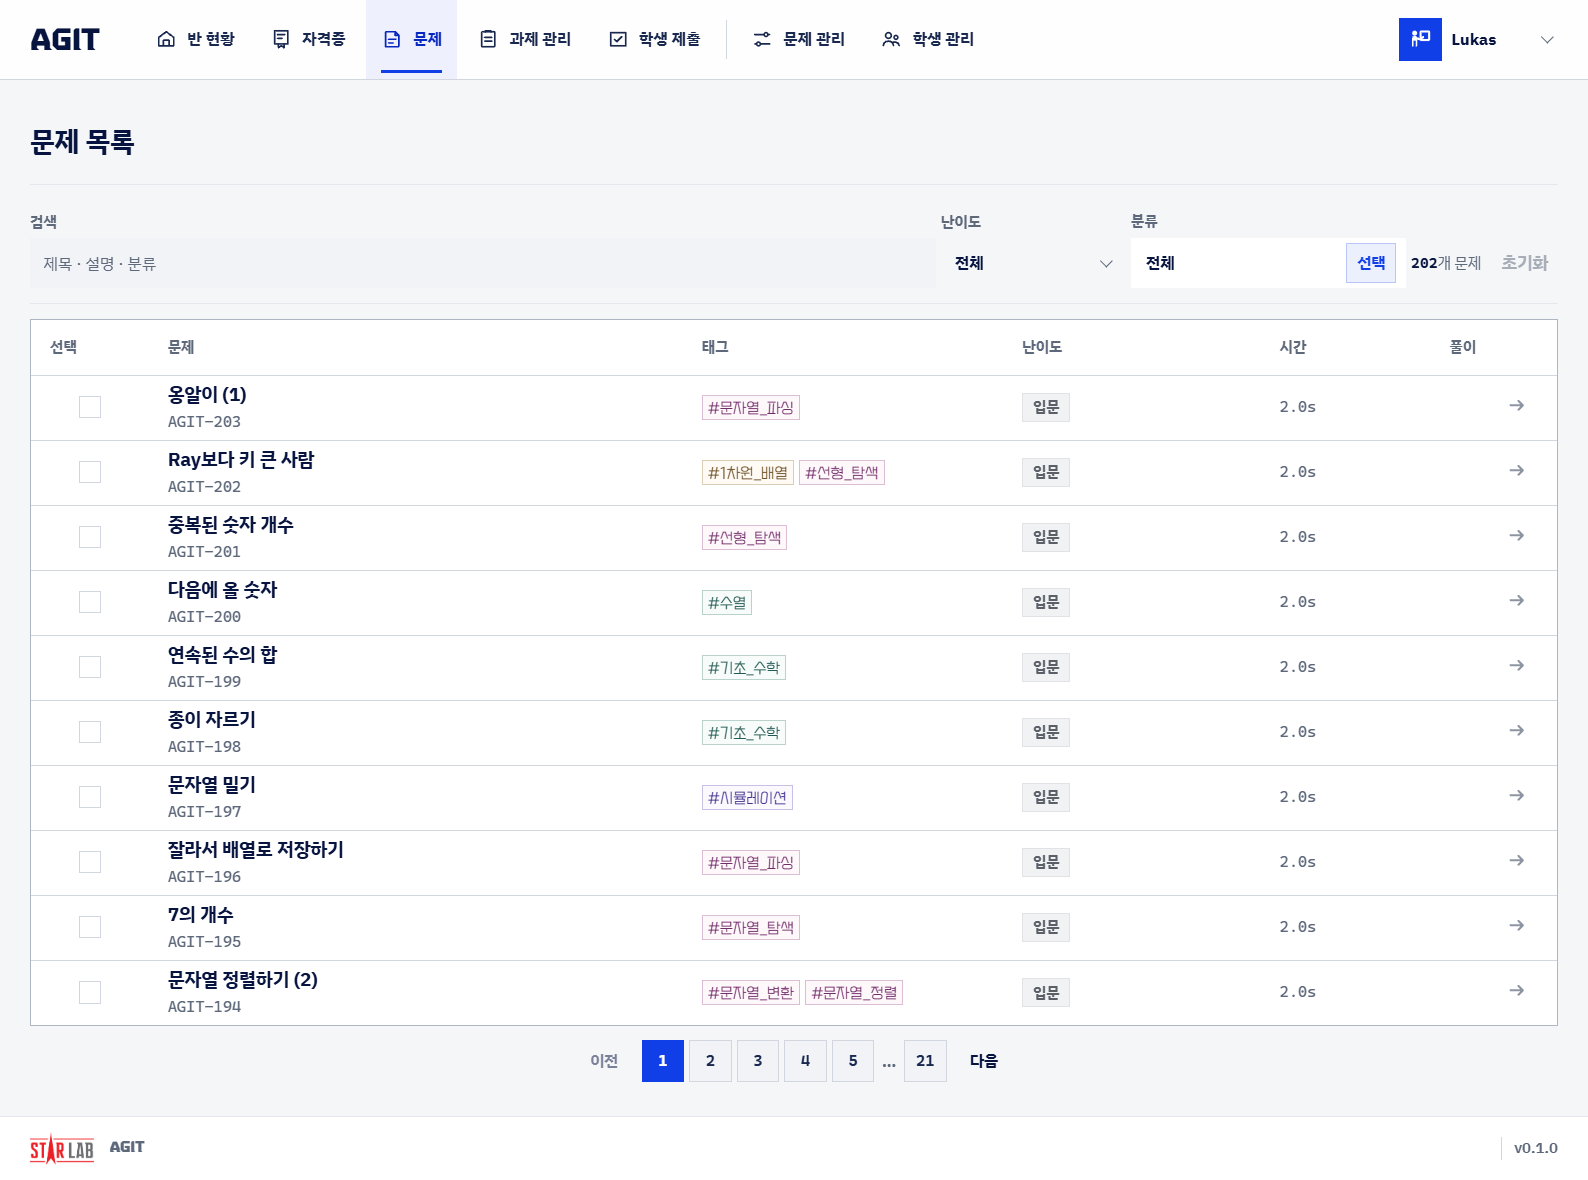 AGIT 반 현황 자격증 문제 과제 관리 학생 제출 문제 관리 학생 관리 Lukas
문제 목록
검색 난이도 분류
제목 · 설명 · 분류 전체 전체 선택 202개 문제 초기화
선택 문제 태그 난이도 시간 풀이
옹알이 (1)
AGIT-203
#문자열_파싱 입문 2.0s →
Ray보다 키 큰 사람
AGIT-202
#1차원_배열 #선형_탐색 입문 2.0s →
중복된 숫자 개수
AGIT-201
#선형_탐색 입문 2.0s →
다음에 올 숫자
AGIT-200
#수열 입문 2.0s →
연속된 수의 합
AGIT-199
#기초_수학 입문 2.0s →
종이 자르기
AGIT-198
#기초_수학 입문 2.0s →
문자열 밀기
AGIT-197
#시뮬레이션 입문 2.0s →
잘라서 배열로 저장하기
AGIT-196
#문자열_파싱 입문 2.0s →
7의 개수
AGIT-195
#문자열_탐색 입문 2.0s →
문자열 정렬하기 (2)
AGIT-194
#문자열_변환 #문자열_정렬 입문 2.0s →
이전 1 2 3 4 5 ... 21 다음
STAR LAB AGIT v0.1.0